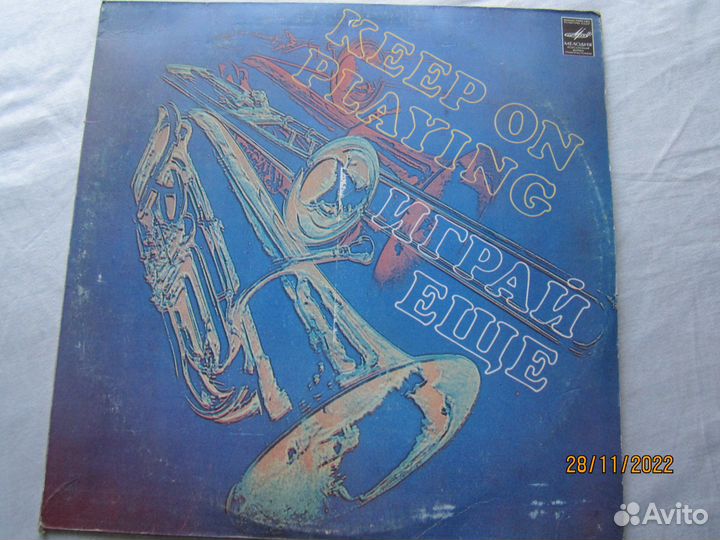 KEEP ON
PLAYING
ИГРАЙ
ЕЩЕ
МЕЛОДИЯ
28/11/2022
Avito